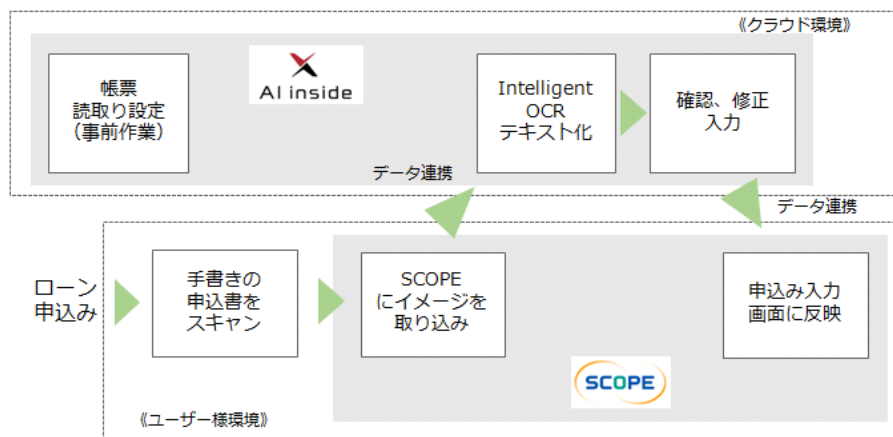 《クラウド環境》
帳票
読取り設定
（事前作業）
AI inside
Intelligent
OCR
テキスト化
確認、修正
入力
データ連携
データ連携
ローン
申込み
手書きの
申込書を
スキャン
SCOPE
にイメージを
取り込み
申込み入力
画面に反映
SCOPE
《ユーザー様環境》